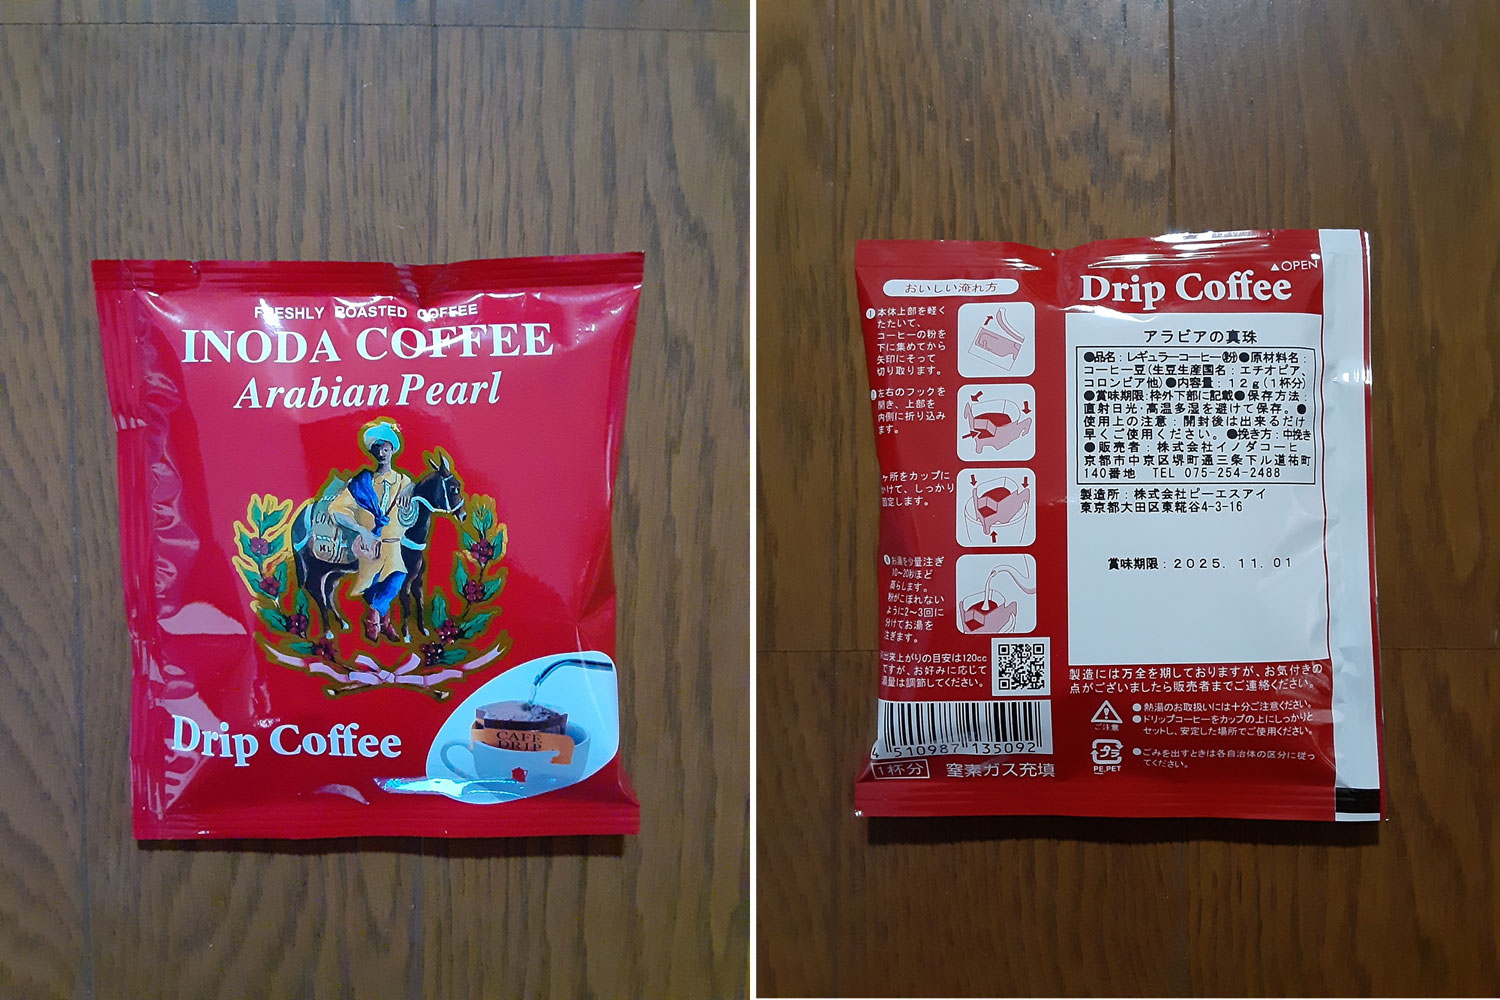 FRESHLY ROASTED COFFEE
INODA COFFEE
Arabian Pearl
Drip Coffee
CAFE
DRIP
おいしい淹れ方
本体上部を軽く
たたいて、
コーヒーの粉を
下に集めてから
矢印にそって
切り取ります。
左右のフックを
開き、上部を
内側に折り込み
ます。
ヶ所をカップに
かけて、しっかり
固定します。
お湯を少量注ぎ
10〜20秒ほど
蒸らします。
粉がこぼれない
ように2〜3回に
分けてお湯を
注ぎます。
出来上がりの目安は120cc
ですが、お好みに応じて
湯量は調節してください。
4 510987 135092
1杯分
窒素ガス充填
▲OPEN
Drip Coffee
アラビアの真珠
●品名:レギュラーコーヒー(粉)●原材料名:
コーヒー豆(生豆生産国名:エチオピア、
コロンビア他)●内容量:12g(1杯分)
●賞味期限:枠外下部に記載●保存方法:
直射日光・高温多湿を避けて保存。●
使用上の注意:開封後は出来るだけ
早くご使用ください。●挽き方:中挽き
●販売者:株式会社イノダコーヒ
京都市中京区堺町通三条下ル道祐町
140番地 TEL 075-254-2488
製造所:株式会社ピーエスアイ
東京都大田区東糀谷4-3-16
賞味期限:2025. 11. 01
製造には万全を期しておりますが、お気付きの
点がございましたら販売者までご連絡ください。
ご注意
●熱湯のお取扱いには十分ご注意ください。
●ドリップコーヒーをカップの上にしっかりと
セットし、安定した場所でご使用ください。
プラ
PE.PET
●ごみを出すときは各自治体の区分に従っ
てください。